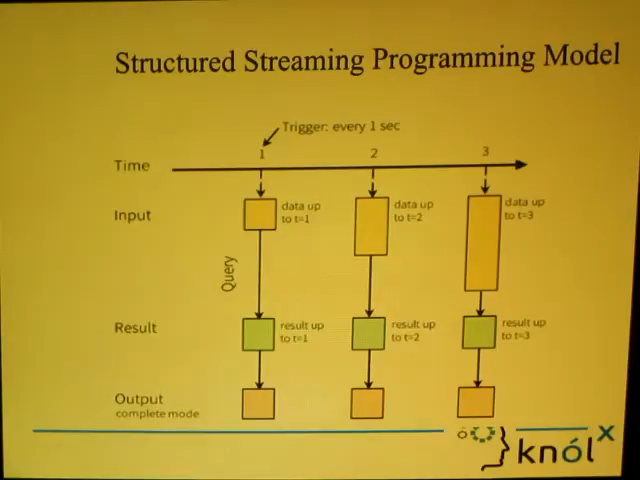 Structured Streaming Programming Model
Trigger: every 1 sec
1 2 3
Time
Input
data up
to t=1
data up
to t=2
data up
to t=3
Query
Result
result up
to t=1
result up
to t=2
result up
to t=3
Output
complete mode
knólx